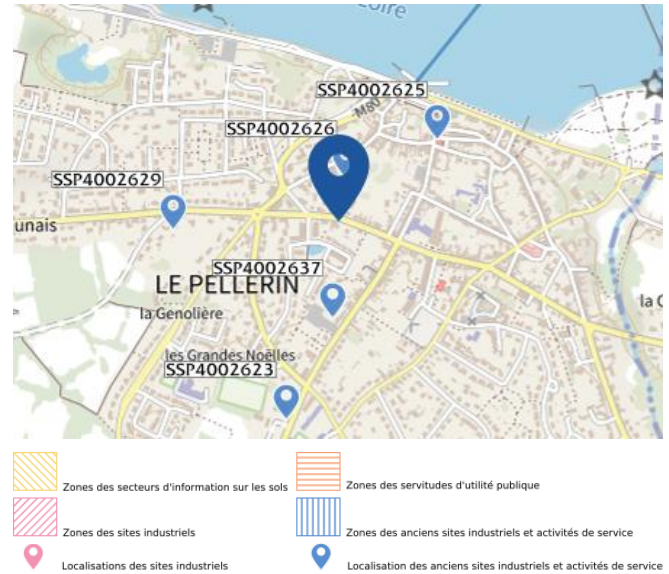 Loire
SSP4002625
M80
SSP4002626
SSP4002629
unais
SSP4002637
LE PELLERIN
la Genolière
la C
les Grandes Noëlles
SSP4002623
Zones des secteurs d'information sur les sols
Zones des servitudes d'utilité publique
Zones des sites industriels
Zones des anciens sites industriels et activités de service
Localisations des sites industriels
Localisation des anciens sites industriels et activités de service